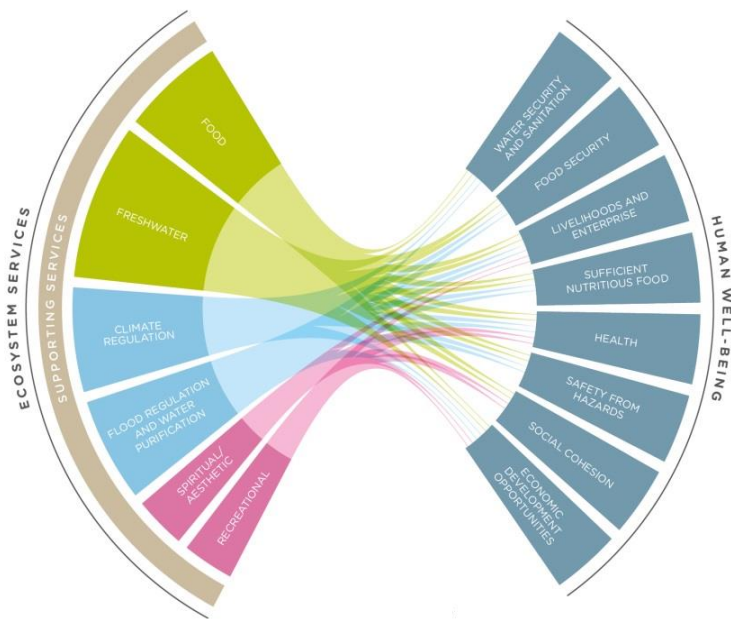 ECOSYSTEM SERVICES
SUPPORTING SERVICES
FOOD
FRESHWATER
CLIMATE
REGULATION
FLOOD REGULATION
AND WATER
PURIFICATION
SPIRITUAL/
AESTHETIC
RECREATIONAL
WATER SECURITY
AND SANITATION
FOOD SECURITY
LIVELIHOODS AND
ENTERPRISE
SUFFICIENT
NUTRITIOUS FOOD
HEALTH
SAFETY FROM
HAZARDS
SOCIAL COHESION
ECONOMIC
DEVELOPMENT
OPPORTUNITIES
HUMAN WELL-BEING